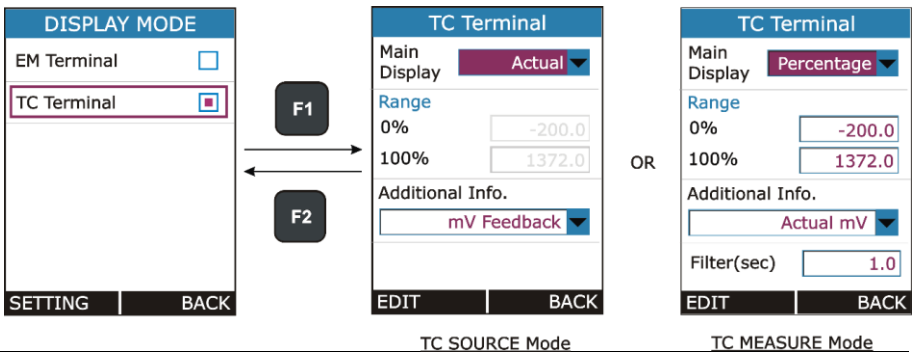 DISPLAY MODE
EM Terminal
TC Terminal
SETTING BACK
F1
F2
TC Terminal
Main
Display Actual
Range
0% -200.0
100% 1372.0
Additional Info.
mV Feedback
EDIT BACK
TC SOURCE Mode
OR
TC Terminal
Main
Display Percentage
Range
0% -200.0
100% 1372.0
Additional Info.
Actual mV
Filter(sec) 1.0
EDIT BACK
TC MEASURE Mode